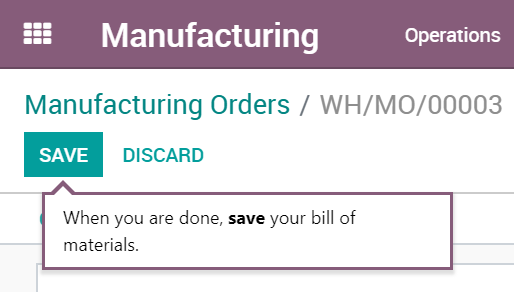 Manufacturing Operations
Manufacturing Orders / WH/MO/00003
SAVE DISCARD
When you are done, save your bill of
materials.